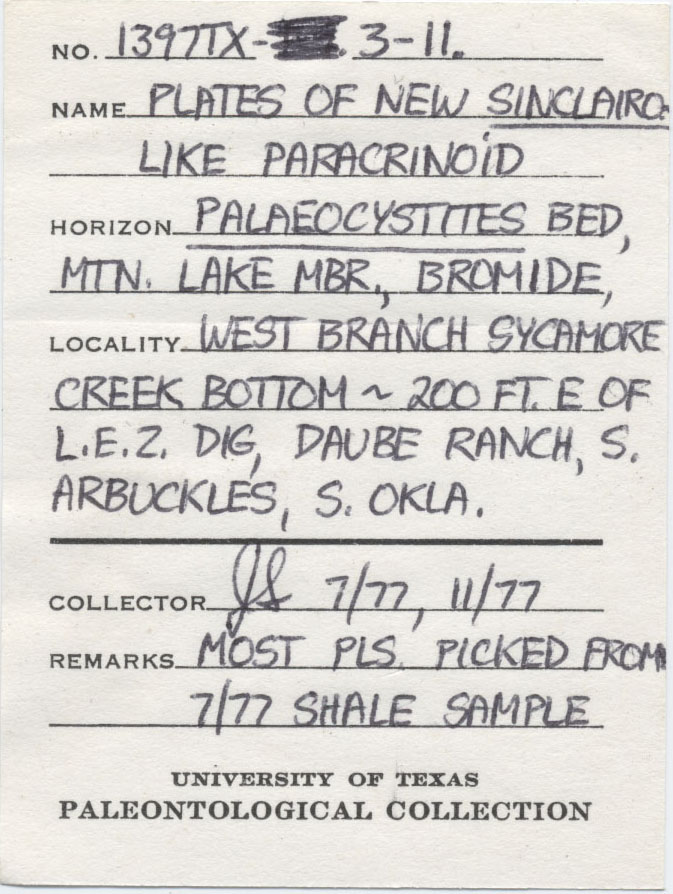 NO. 1397TX- 3-11.
NAME PLATES OF NEW SINCLAIRO-
LIKE PARACRINOID
HORIZON PALAEOCYSTITES BED,
MTN. LAKE MBR., BROMIDE,
LOCALITY WEST BRANCH SYCAMORE
CREEK BOTTOM ~ 200 FT. E OF
L.E.Z. DIG, DAUBE RANCH, S.
ARBUCKLES, S. OKLA.
COLLECTOR JS 7/77, 11/77
REMARKS MOST PLS. PICKED FROM
7/77 SHALE SAMPLE
UNIVERSITY OF TEXAS
PALEONTOLOGICAL COLLECTION